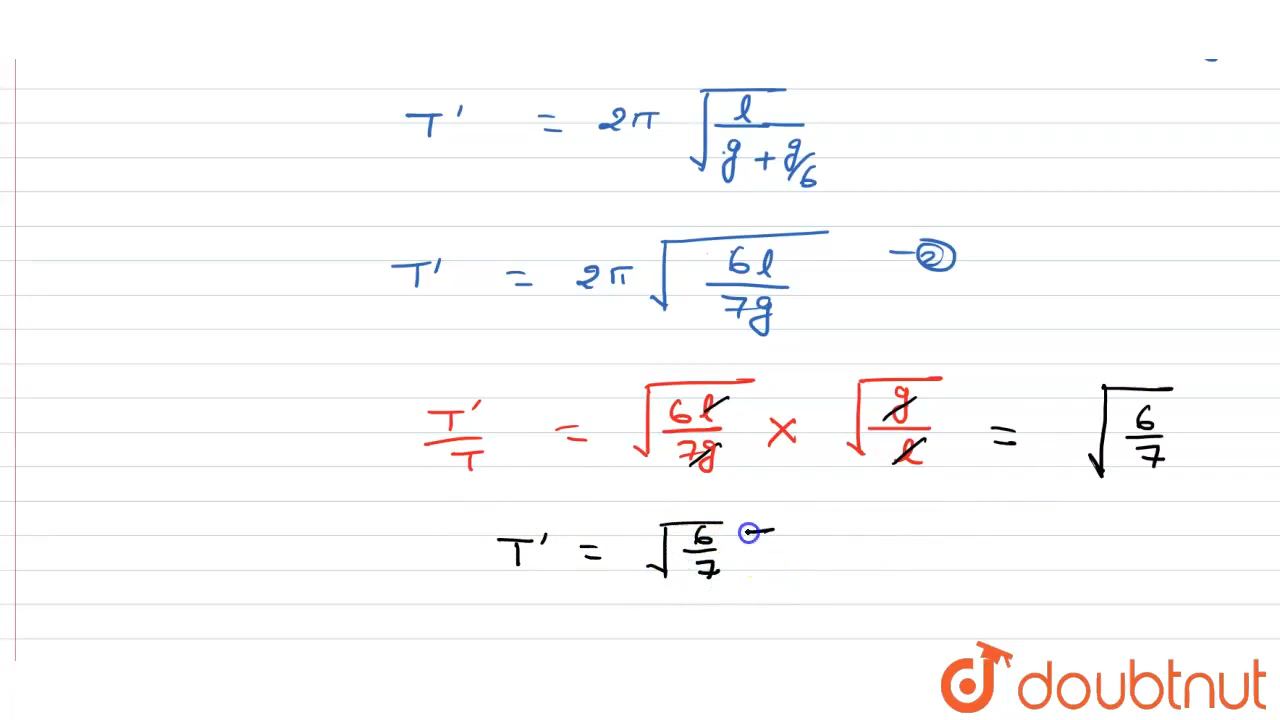 T' = 2π √(l / (g + g/6))
T' = 2π √(6l / 7g) — ②
T'/T = √(6l / 7g) × √(g / l) = √(6/7)
T' = √(6/7)
doubtnut